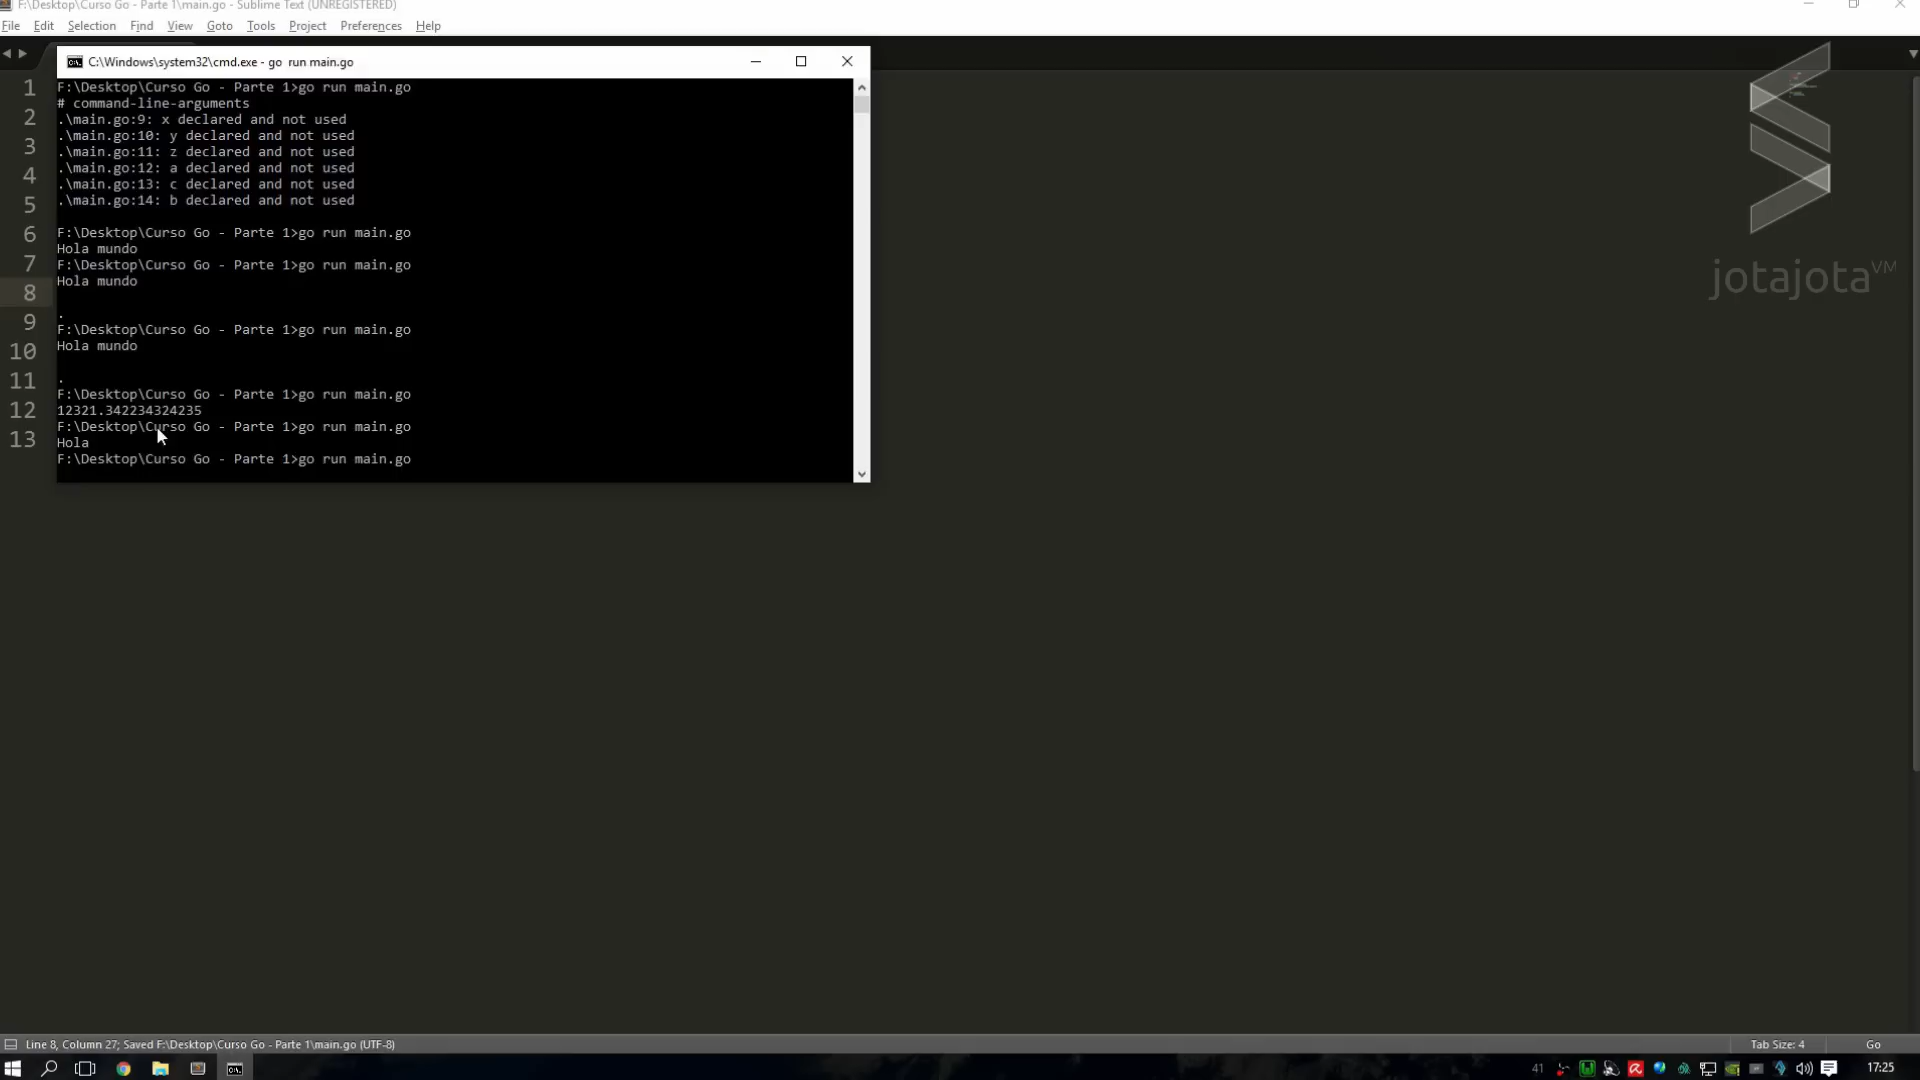 F:\Desktop\Curso Go - Parte 1\main.go - Sublime Text (UNREGISTERED)
File Edit Selection Find View Goto Tools Project Preferences Help
C:\Windows\system32\cmd.exe - go  run main.go
1
2
3
4
5
6
7
8
9
10
11
12
13
F:\Desktop\Curso Go - Parte 1>go run main.go
# command-line-arguments
.\main.go:9: x declared and not used
.\main.go:10: y declared and not used
.\main.go:11: z declared and not used
.\main.go:12: a declared and not used
.\main.go:13: c declared and not used
.\main.go:14: b declared and not used
F:\Desktop\Curso Go - Parte 1>go run main.go
Hola mundo
F:\Desktop\Curso Go - Parte 1>go run main.go
Hola mundo
.
F:\Desktop\Curso Go - Parte 1>go run main.go
Hola mundo
.
F:\Desktop\Curso Go - Parte 1>go run main.go
12321.342234324235
F:\Desktop\Curso Go - Parte 1>go run main.go
Hola
F:\Desktop\Curso Go - Parte 1>go run main.go
jotajota VM
Line 8, Column 27; Saved F:\Desktop\Curso Go - Parte 1\main.go (UTF-8)
Tab Size: 4
Go
41
17:25